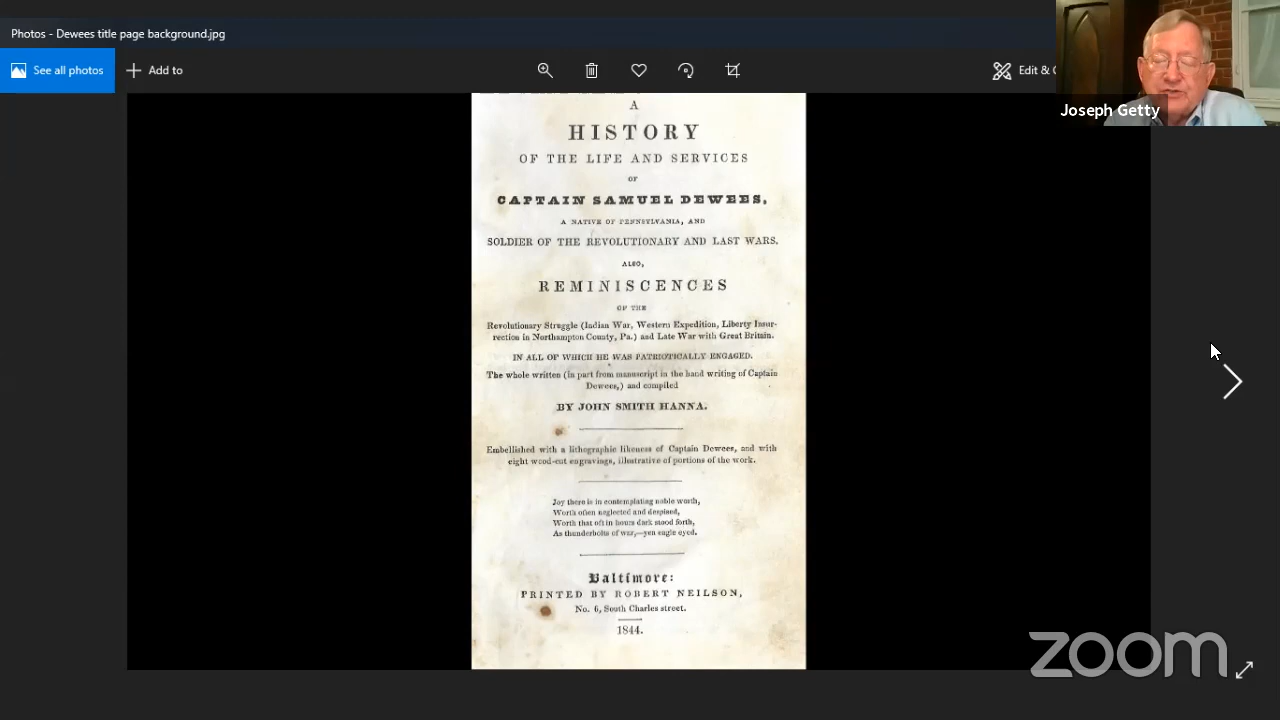 Photos - Dewees title page background.jpg
See all photos
Add to
Edit & C
Joseph Getty
A
HISTORY
OF THE LIFE AND SERVICES
OF
CAPTAIN SAMUEL DEWEES,
A NATIVE OF PENNSYLVANIA, AND
SOLDIER OF THE REVOLUTIONARY AND LAST WARS.
ALSO,
REMINISCENCES
OF THE
Revolutionary Struggle (Indian War, Western Expedition, Liberty Insur-
rection in Northampton County, Pa.) and Late War with Great Britain.
IN ALL OF WHICH HE WAS PATRIOTICALLY ENGAGED.
The whole written (in part from manuscript in the hand writing of Captain
Dewees,) and compiled
BY JOHN SMITH HANNA.
Embellished with a lithographic likeness of Captain Dewees, and with
eight wood-cut engravings, illustrative of portions of the work.
Joy there is in contemplating noble worth,
Worth often neglected and despised,
Worth that oft in hours dark stood forth,
As thunderbolts of war,—yea eagle eyed.
Baltimore:
PRINTED BY ROBERT NEILSON,
No. 6, South Charles street.
1844.
zoom